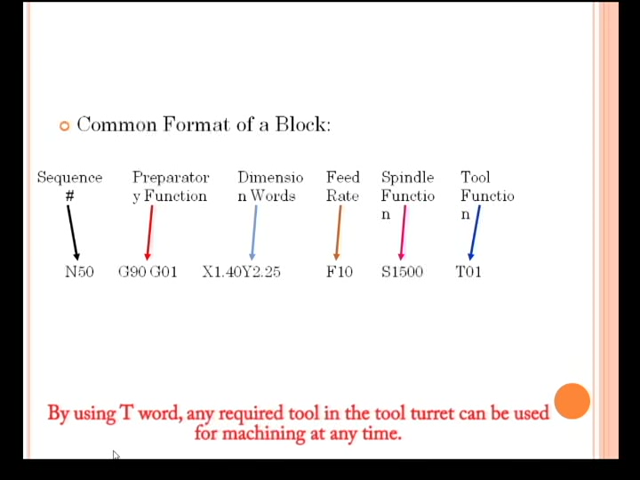 Common Format of a Block:
Sequence Preparator Dimensio Feed Spindle Tool
# y Function n Words Rate Functio Functio
n n
N50 G90 G01 X1.40Y2.25 F10 S1500 T01
By using T word, any required tool in the tool turret can be used
for machining at any time.